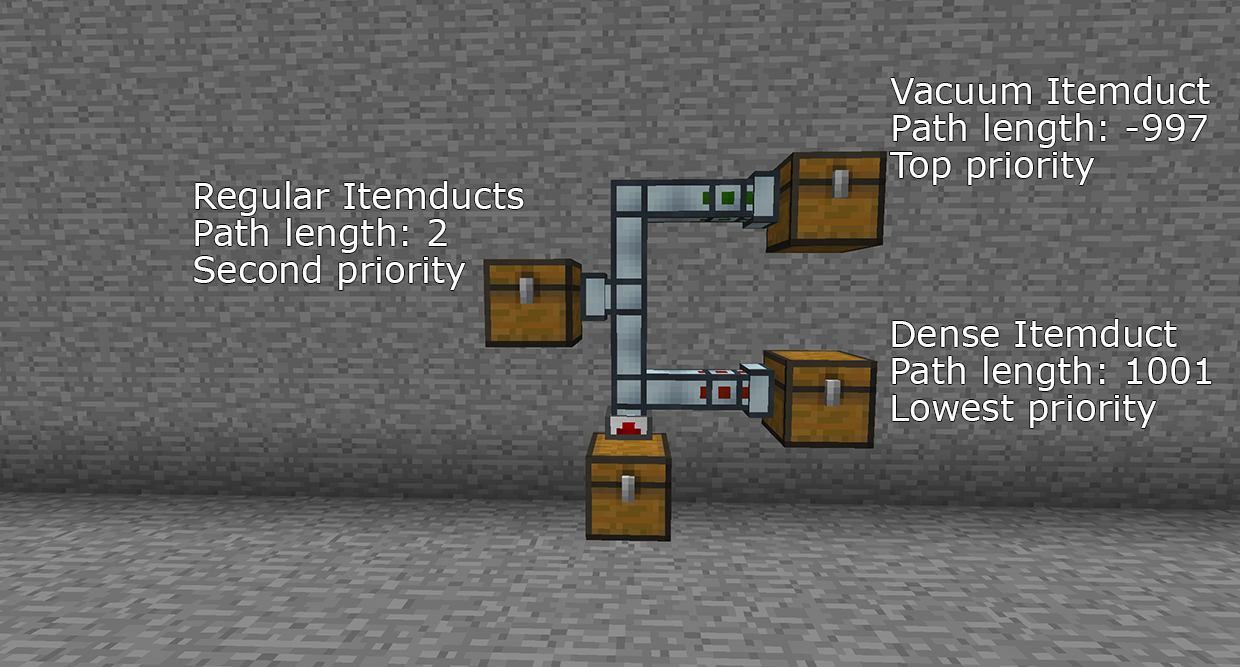 Regular Itemducts
Path length: 2
Second priority
Vacuum Itemduct
Path length: -997
Top priority
Dense Itemduct
Path length: 1001
Lowest priority